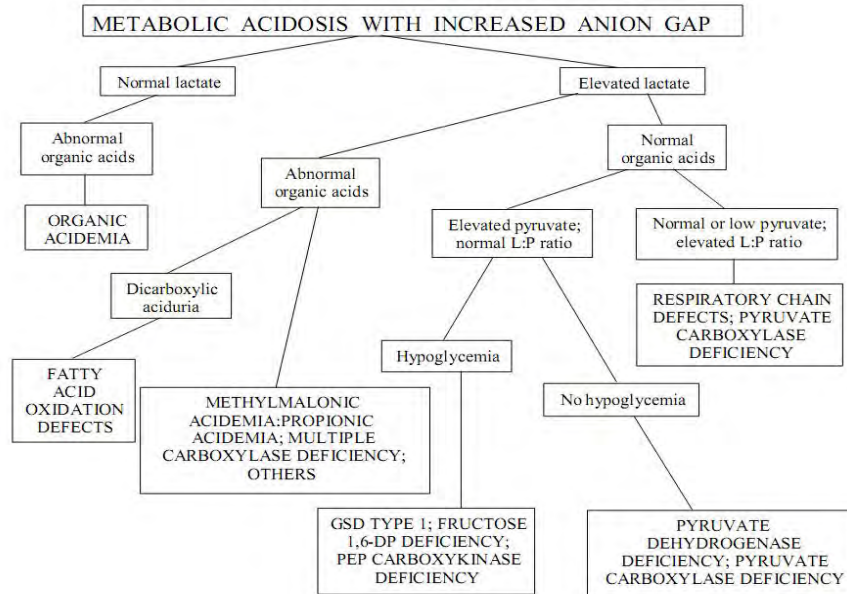 METABOLIC ACIDOSIS WITH INCREASED ANION GAP
Normal lactate
Elevated lactate
Abnormal
organic acids
Normal
organic acids
Abnormal
organic acids
ORGANIC
ACIDEMIA
Elevated pyruvate;
normal L:P ratio
Normal or low pyruvate;
elevated L:P ratio
Dicarboxylic
aciduria
RESPIRATORY CHAIN
DEFECTS; PYRUVATE
CARBOXYLASE
DEFICIENCY
Hypoglycemia
FATTY
ACID
OXIDATION
DEFECTS
METHYLMALONIC
ACIDEMIA:PROPIONIC
ACIDEMIA; MULTIPLE
CARBOXYLASE DEFICIENCY;
OTHERS
No hypoglycemia
GSD TYPE 1; FRUCTOSE
1,6-DP DEFICIENCY;
PEP CARBOXYKINASE
DEFICIENCY
PYRUVATE
DEHYDROGENASE
DEFICIENCY; PYRUVATE
CARBOXYLASE DEFICIENCY